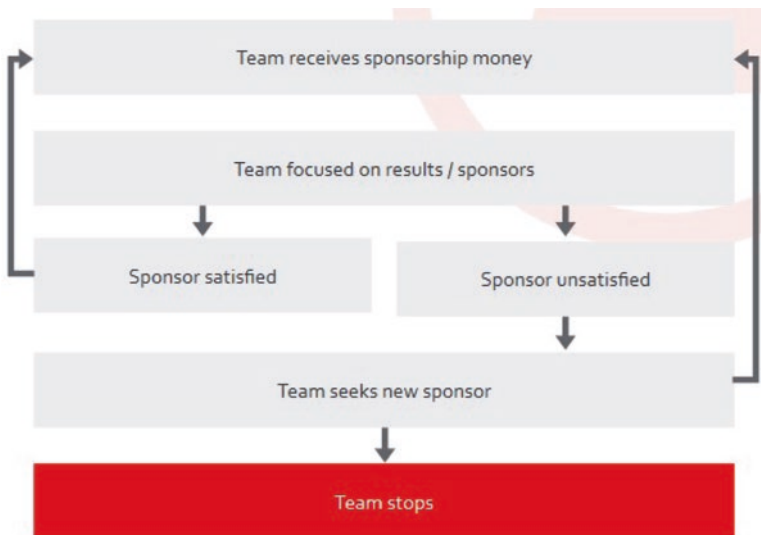 Team receives sponsorship money
Team focused on results / sponsors
Sponsor satisfied
Sponsor unsatisfied
Team seeks new sponsor
Team stops